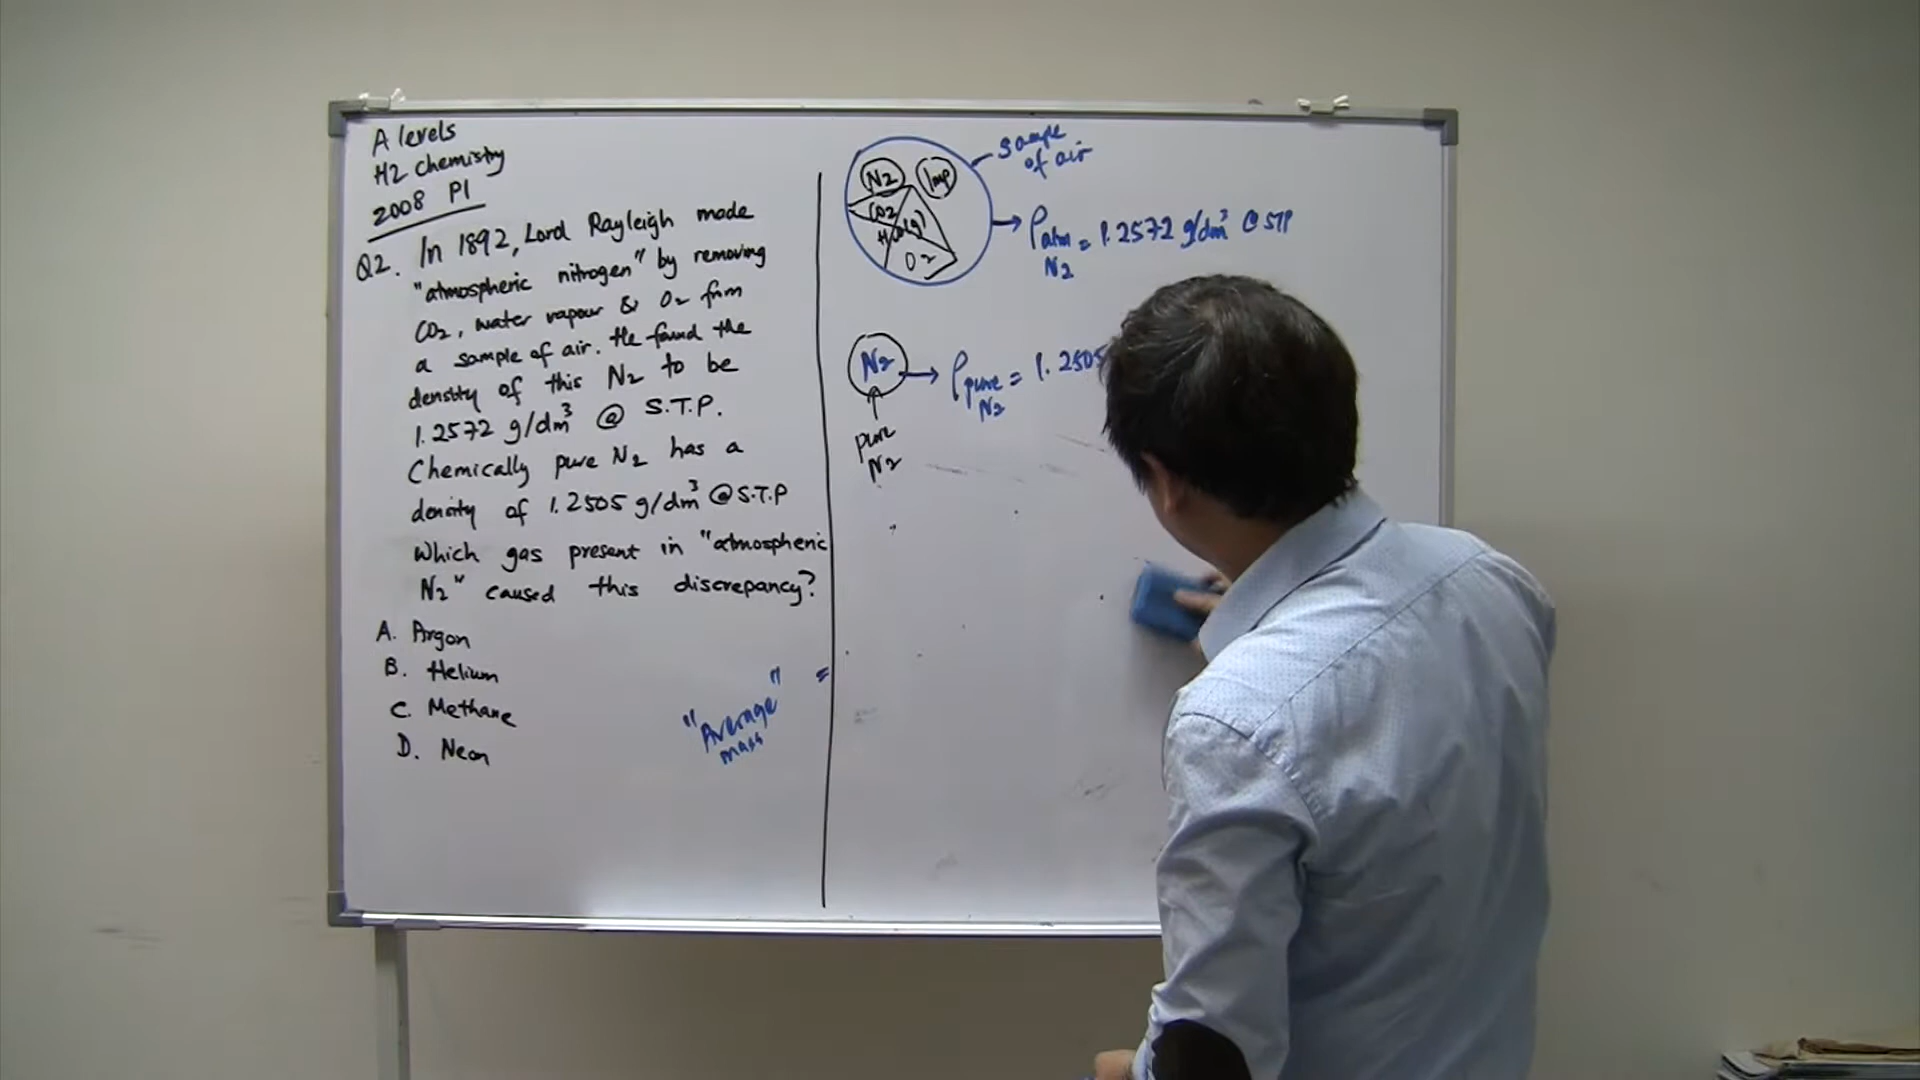 A levels
H2 chemistry
2008 P1
Q2. In 1892, Lord Rayleigh made
"atmospheric nitrogen" by removing
CO2, water vapour & O2 from
a sample of air. He found the
density of this N2 to be
1.2572 g/dm³ @ S.T.P.
Chemically pure N2 has a
density of 1.2505 g/dm³ @ S.T.P
Which gas present in "atmospheric
N2" caused this discrepancy?
A. Argon
B. Helium
C. Methane
D. Neon
"Average" =
mass
sample
of air
N2 Imp
CO2
H2O(g)
O2
ρatm N2 = 1.2572 g/dm³ @ STP
N2
ρpure N2 = 1.2505
pure
N2